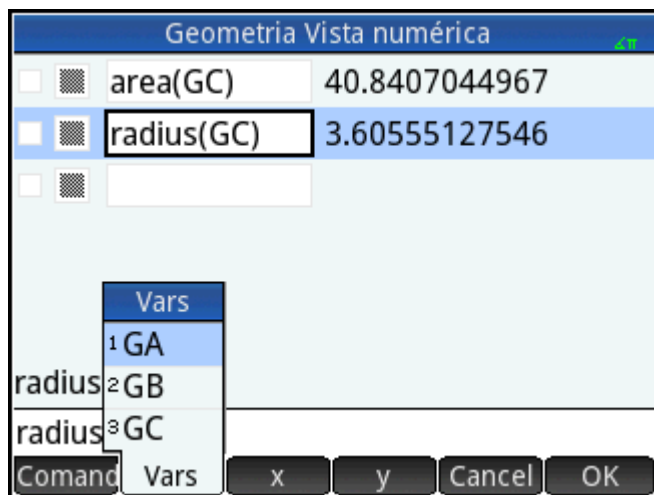 Geometria Vista numérica ∡π
area(GC) 40.8407044967
radius(GC) 3.60555127546
Vars
1 GA
radius 2 GB
radius 3 GC
Comand Vars x y Cancel OK